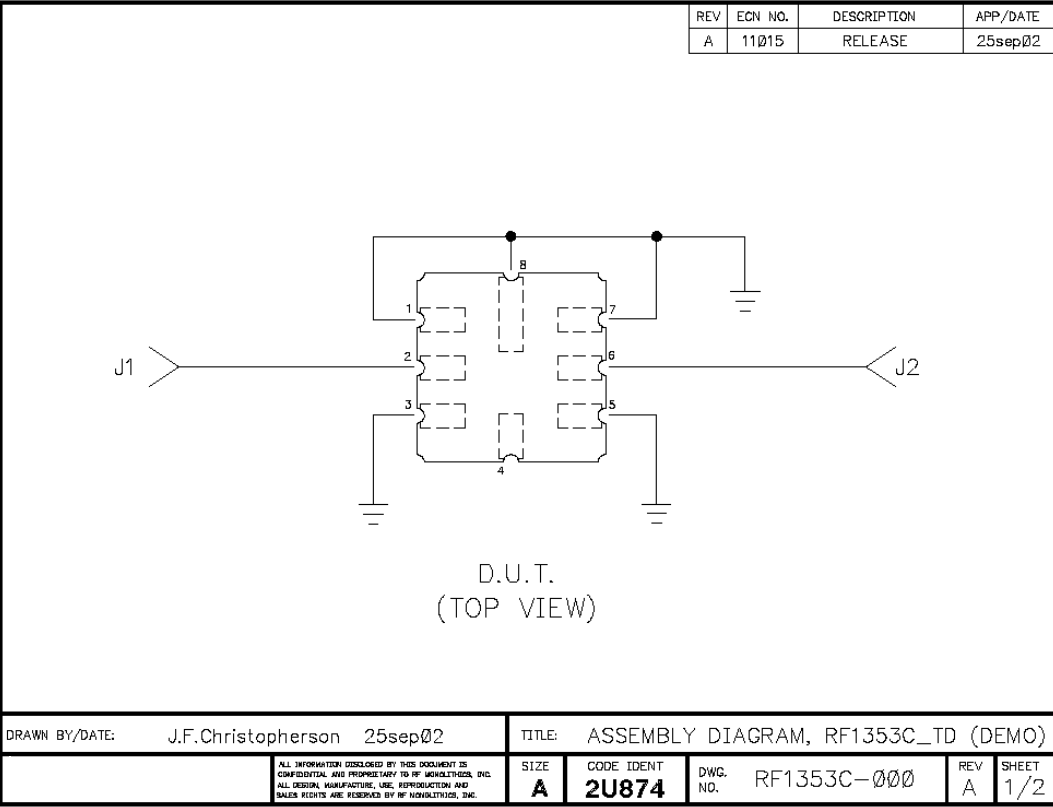 REV ECN NO. DESCRIPTION APP/DATE
A 11Ø15 RELEASE 25sepØ2
8
1 7
J1 2 6 J2
3 5
4
D.U.T.
(TOP VIEW)
DRAWN BY/DATE: J.F.Christopherson 25sepØ2
TITLE: ASSEMBLY DIAGRAM, RF1353C_TD (DEMO)
ALL INFORMATION DISCLOSED BY THIS DOCUMENT IS
CONFIDENTIAL AND PROPRIETARY TO RF MONOLITHICS, INC.
ALL DESIGN, MANUFACTURE, USE, REPRODUCTION AND
SALES RIGHTS ARE RESERVED BY RF MONOLITHICS, INC.
SIZE
A
CODE IDENT
2U874
DWG.
NO. RF1353C-ØØØ
REV
A
SHEET
1/2